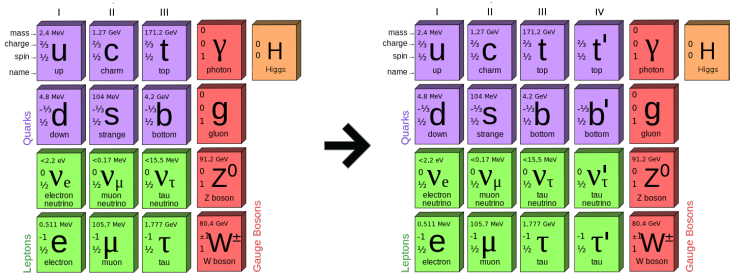 I II III
mass
charge
spin
name
2,4 MeV
⅔
½
u
up
1,27 GeV
⅔
½
c
charm
171,2 GeV
⅔
½
t
top
0
0
1
γ
photon
0
0
H
Higgs
Quarks
4,8 MeV
-⅓
½
d
down
104 MeV
-⅓
½
s
strange
4,2 GeV
-⅓
½
b
bottom
0
0
1
g
gluon
<2,2 eV
0
½
νe
electron
neutrino
<0,17 MeV
0
½
νμ
muon
neutrino
<15,5 MeV
0
½
ντ
tau
neutrino
91,2 GeV
0
1
Z⁰
Z boson
Leptons
0,511 MeV
-1
½
e
electron
105,7 MeV
-1
½
μ
muon
1,777 GeV
-1
½
τ
tau
80,4 GeV
±1
1
W±
W boson
Gauge Bosons
I II III IV
mass
charge
spin
name
2,4 MeV
⅔
½
u
up
1,27 GeV
⅔
½
c
charm
171,2 GeV
⅔
½
t
top
⅔
½
t'
0
0
1
γ
photon
0
0
H
Higgs
Quarks
4,8 MeV
-⅓
½
d
down
104 MeV
-⅓
½
s
strange
4,2 GeV
-⅓
½
b
bottom
-⅓
½
b'
0
0
1
g
gluon
<2,2 eV
0
½
νe
electron
neutrino
<0,17 MeV
0
½
νμ
muon
neutrino
<15,5 MeV
0
½
ντ
tau
neutrino
0
½
ν'τ
91,2 GeV
0
1
Z⁰
Z boson
Leptons
0,511 MeV
-1
½
e
electron
105,7 MeV
-1
½
μ
muon
1,777 GeV
-1
½
τ
tau
-1
½
τ'
80,4 GeV
±1
1
W±
W boson
Gauge Bosons